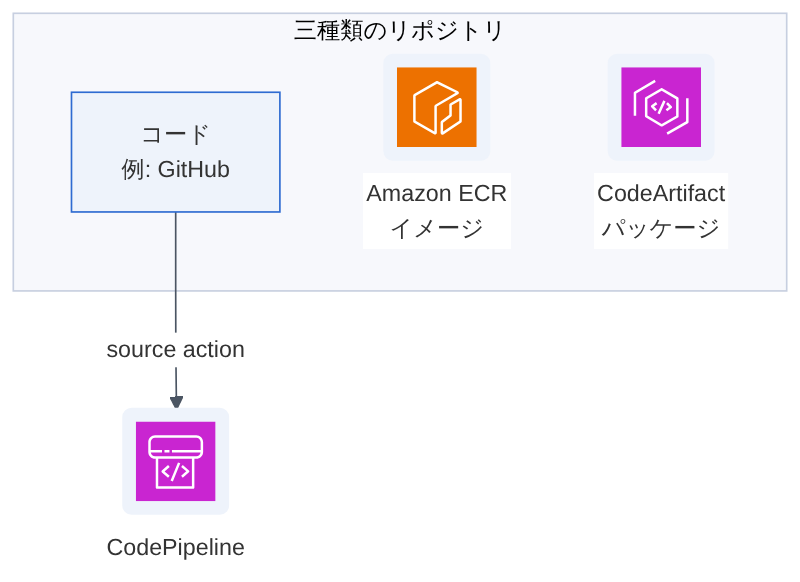 三種類のリポジトリ
コード
例: GitHub
Amazon ECR
イメージ
CodeArtifact
パッケージ
source action
CodePipeline